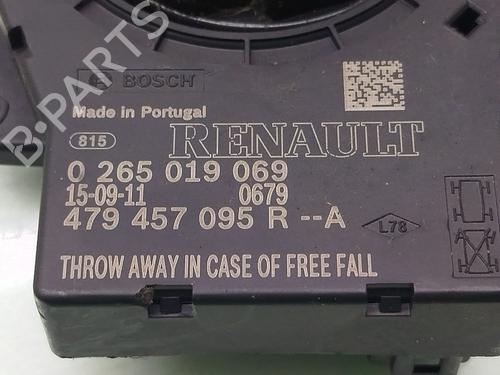 BOSCH
Made in Portugal
815
RENAULT
0 265 019 069
15-09-11 0679
479 457 095 R --A
L78
THROW AWAY IN CASE OF FREE FALL
B-PARTS